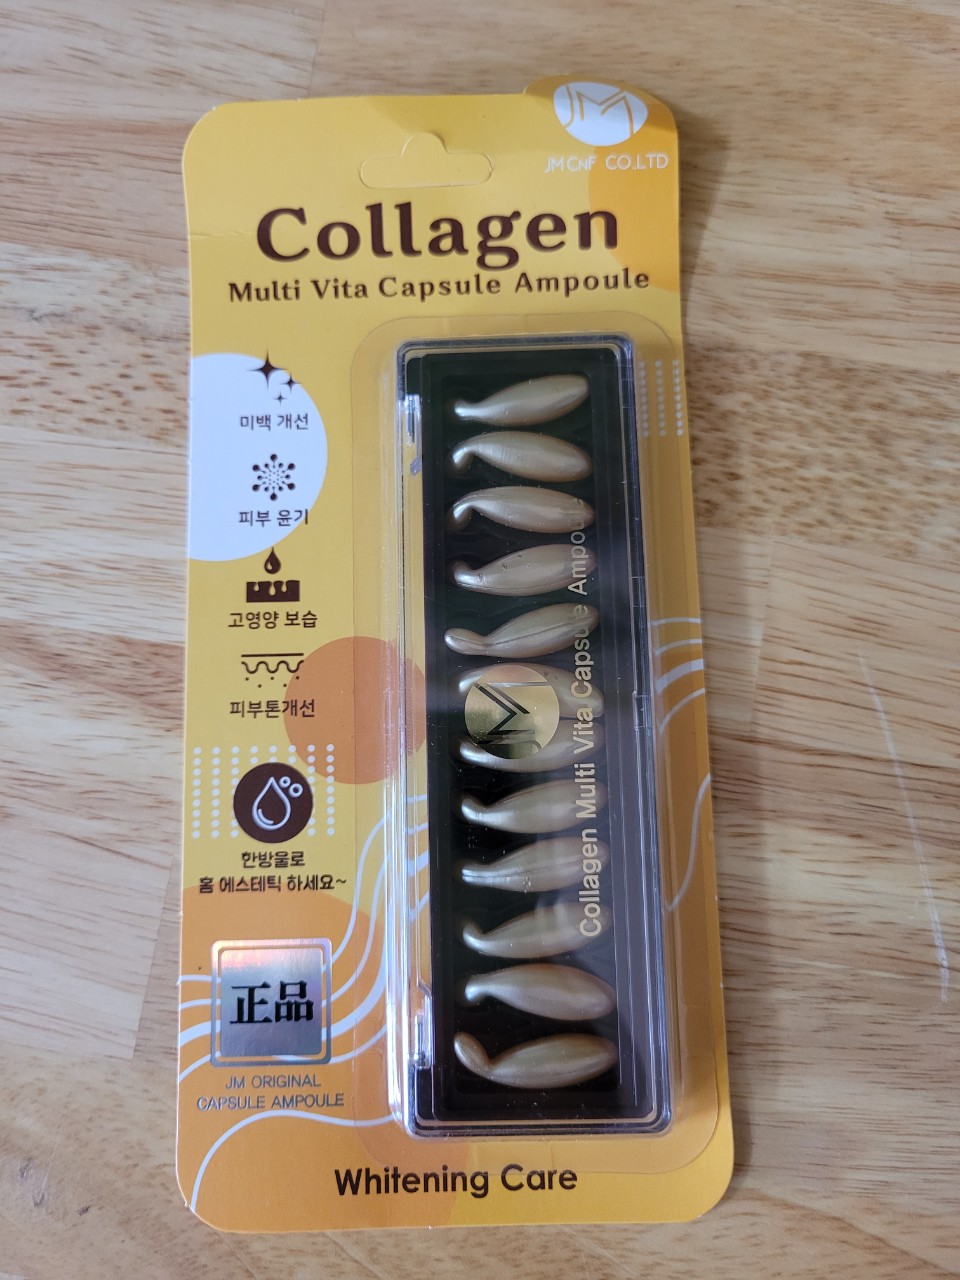 JM
JM CNF CO.LTD
Collagen
Multi Vita Capsule Ampoule
미백 개선
피부 윤기
고영양 보습
피부톤개선
한방울로
홈 에스테틱 하세요~
正品
JM ORIGINAL
CAPSULE AMPOULE
JM
Collagen Multi Vita Capsule Ampoule
Whitening Care